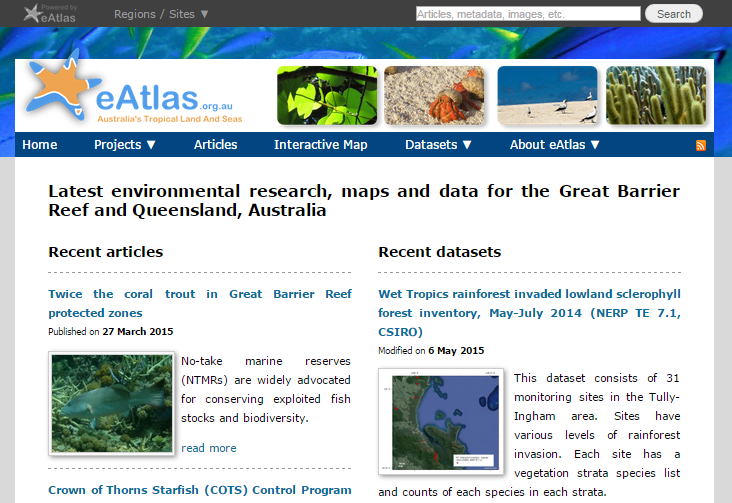 Powered by
eAtlas
Regions / Sites ▼
Articles, metadata, images, etc.
Search
eAtlas.org.au
Australia's Tropical Land And Seas
Home Projects ▼ Articles Interactive Map Datasets ▼ About eAtlas ▼
Latest environmental research, maps and data for the Great Barrier
Reef and Queensland, Australia
Recent articles
Twice the coral trout in Great Barrier Reef
protected zones
Published on 27 March 2015
No-take marine reserves
(NTMRs) are widely advocated
for conserving exploited fish
stocks and biodiversity.
read more
Crown of Thorns Starfish (COTS) Control Program
Recent datasets
Wet Tropics rainforest invaded lowland sclerophyll
forest inventory, May-July 2014 (NERP TE 7.1,
CSIRO)
Modified on 6 May 2015
This dataset consists of 31
monitoring sites in the Tully-
Ingham area. Sites have
various levels of rainforest
invasion. Each site has a
vegetation strata species list
and counts of each species in each strata.